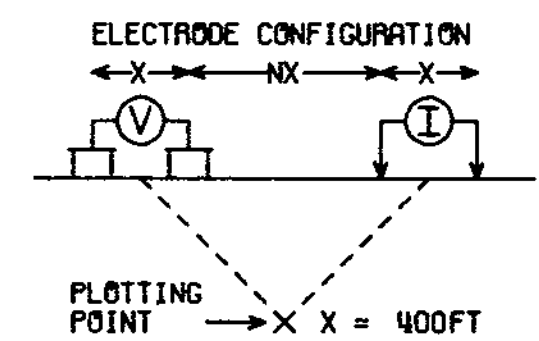 ELECTRODE CONFIGURATION
X NX X
V I
PLOTTING
POINT X X = 400FT